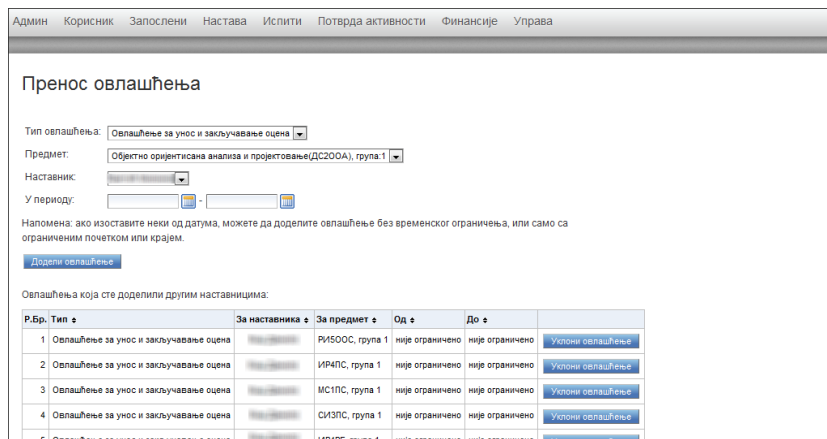 Админ Корисник Запослени Настава Испити Потврда активности Финансије Управа
Пренос овлашћења
Тип овлашћења: Овлашћење за унос и закључавање оцена
Предмет: Објектно оријентисана анализа и пројектовање(ДС2ООА), група:1
Наставник:
У периоду: -
Напомена: ако изоставите неки од датума, можете да доделите овлашћење без временског ограничења, или само са
ограниченим почетком или крајем.
Додели овлашћење
Овлашћења која сте доделили другим наставницима:
Р.Бр. Тип За наставника За предмет Од До
1 Овлашћење за унос и закључавање оцена РИ5ООС, група 1 није ограничено није ограничено Уклони овлашћење
2 Овлашћење за унос и закључавање оцена ИР4ПС, група 1 није ограничено није ограничено Уклони овлашћење
3 Овлашћење за унос и закључавање оцена МС1ПС, група 1 није ограничено није ограничено Уклони овлашћење
4 Овлашћење за унос и закључавање оцена СИ3ПС, група 1 није ограничено није ограничено Уклони овлашћење